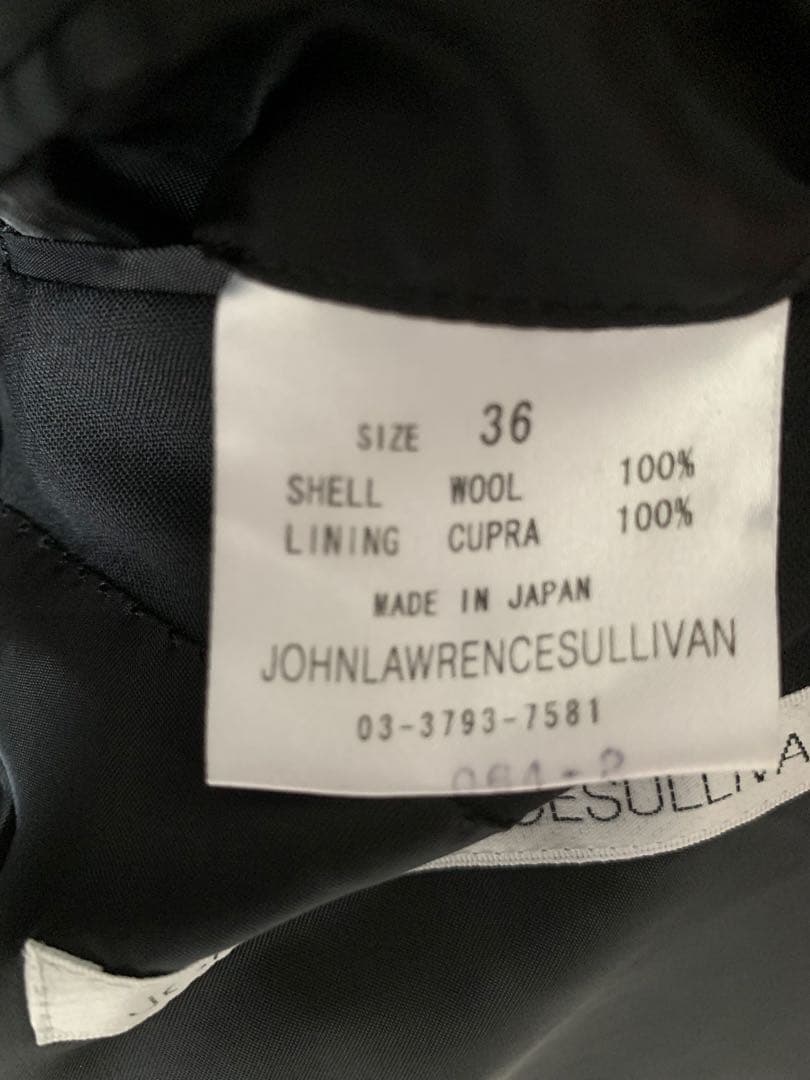 SIZE 36
SHELL WOOL 100%
LINING CUPRA 100%
MADE IN JAPAN
JOHNLAWRENCESULLIVAN
03-3793-7581